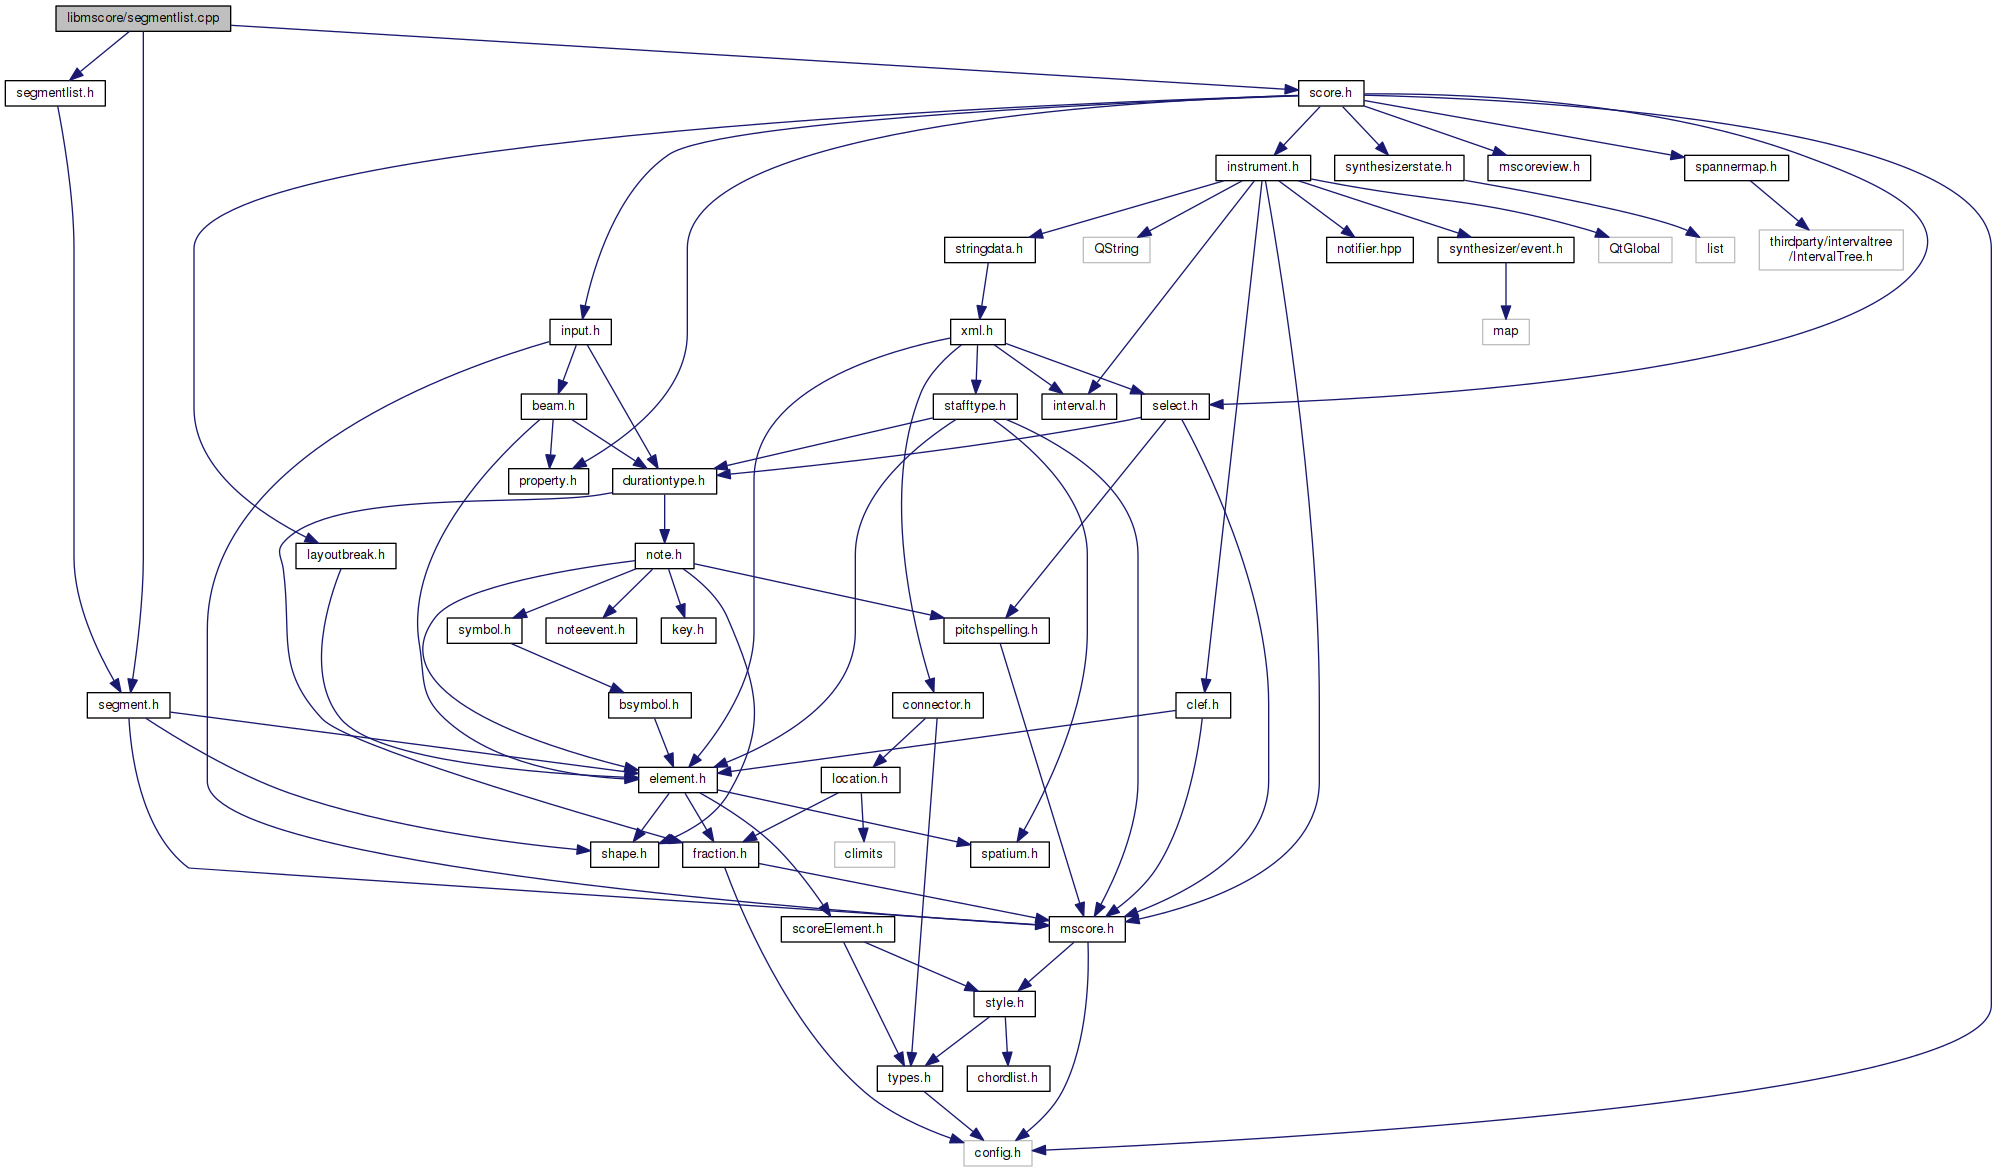 libmscore/segmentlist.cpp
segmentlist.h
score.h
instrument.h
synthesizerstate.h
mscoreview.h
spannermap.h
stringdata.h
QString
notifier.hpp
synthesizer/event.h
QtGlobal
list
thirdparty/intervaltree
/IntervalTree.h
input.h
xml.h
map
beam.h
stafftype.h
interval.h
select.h
property.h
durationtype.h
layoutbreak.h
note.h
symbol.h
noteevent.h
key.h
pitchspelling.h
segment.h
bsymbol.h
connector.h
clef.h
element.h
location.h
shape.h
fraction.h
climits
spatium.h
scoreElement.h
mscore.h
style.h
types.h
chordlist.h
config.h